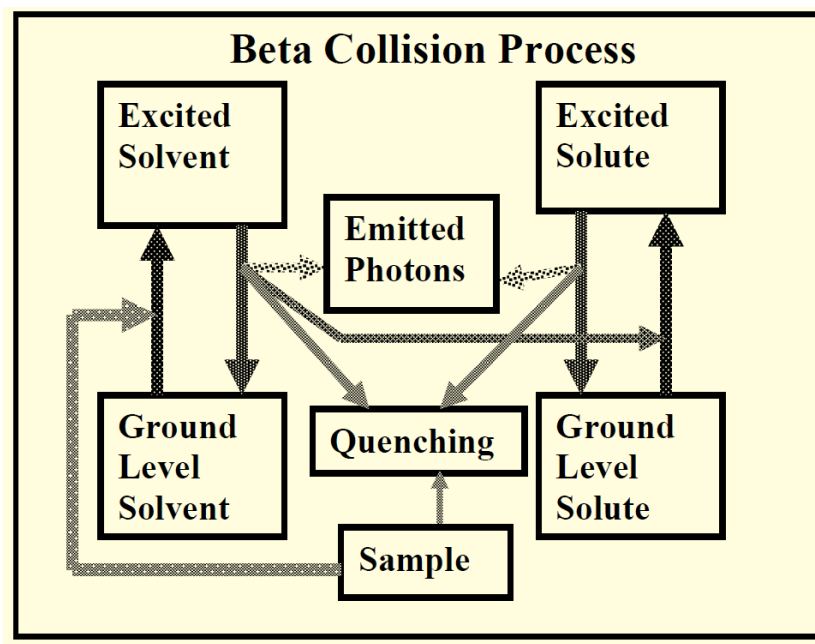 Beta Collision Process
Excited
Solvent
Excited
Solute
Emitted
Photons
Ground
Level
Solvent
Quenching
Ground
Level
Solute
Sample